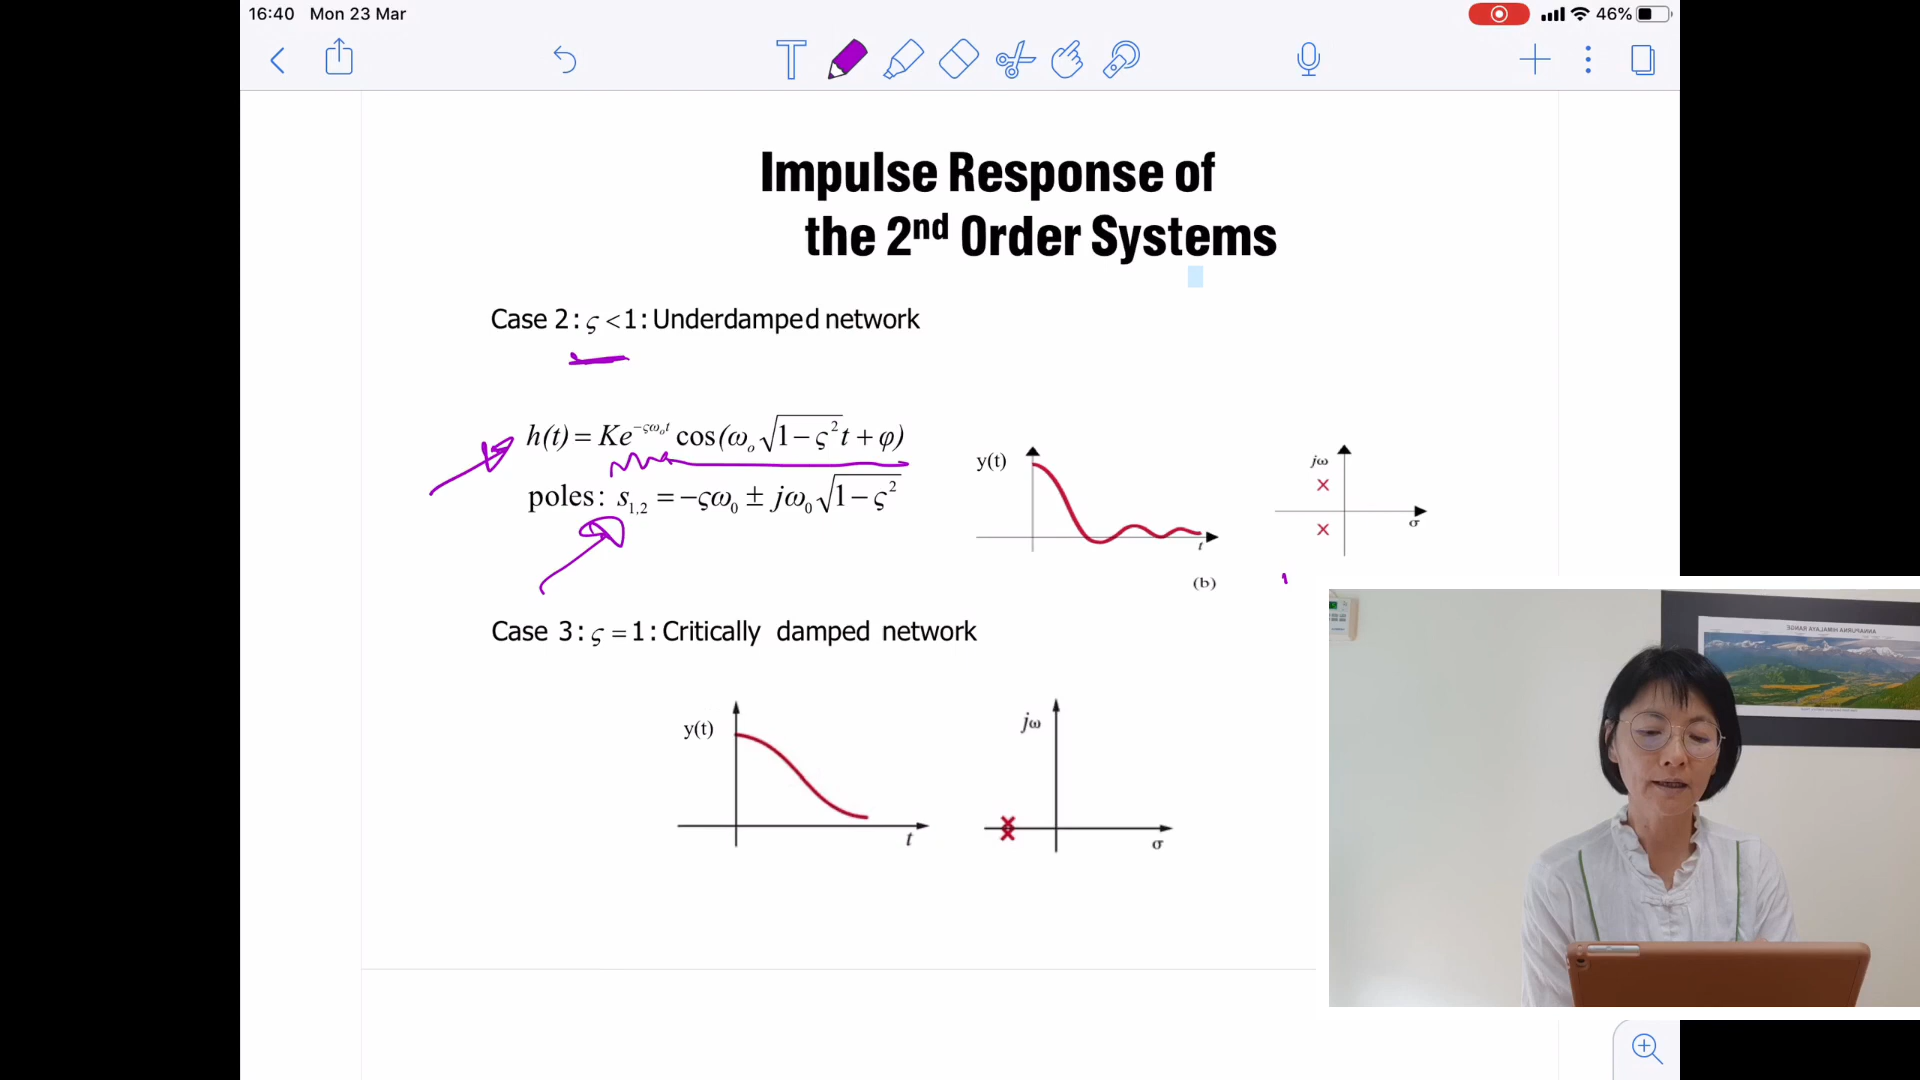 16:40 Mon 23 Mar
46%
Impulse Response of
the 2nd Order Systems
Case 2 : ς < 1 : Underdamped network
h(t) = Ke^{-ςω_o t} cos(ω_o √(1 − ς²) t + φ)
poles: s_{1,2} = −ςω_0 ± jω_0 √(1 − ς²)
y(t)
t
(b)
jω
σ
Case 3 : ς = 1 : Critically damped network
y(t)
t
jω
σ